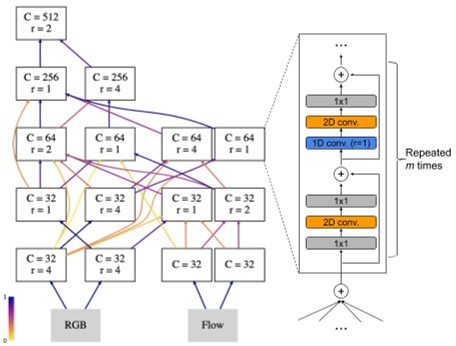 C = 512
r = 2
C = 256
r = 1
C = 256
r = 4
C = 64
r = 2
C = 64
r = 1
C = 64
r = 4
C = 64
r = 1
C = 32
r = 1
C = 32
r = 4
C = 32
r = 1
C = 32
r = 2
C = 32
r = 4
C = 32
r = 4
C = 32
C = 32
RGB
Flow
1
0
...
+
1x1
2D conv.
1D conv. (r=1)
+
1x1
2D conv.
1x1
+
...
Repeated
m times